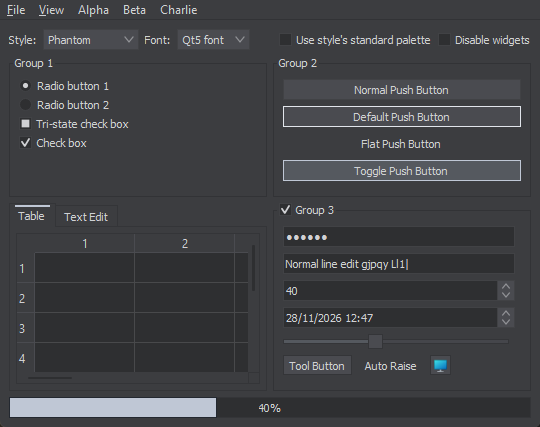 File View Alpha Beta Charlie
Style: Phantom Font: Qt5 font Use style's standard palette Disable widgets
Group 1
Radio button 1
Radio button 2
Tri-state check box
Check box
Group 2
Normal Push Button
Default Push Button
Flat Push Button
Toggle Push Button
Table Text Edit
1 2
1
2
3
4
Group 3
●●●●●●
Normal line edit gjpqy Ll1
40
28/11/2026 12:47
Tool Button Auto Raise
40%